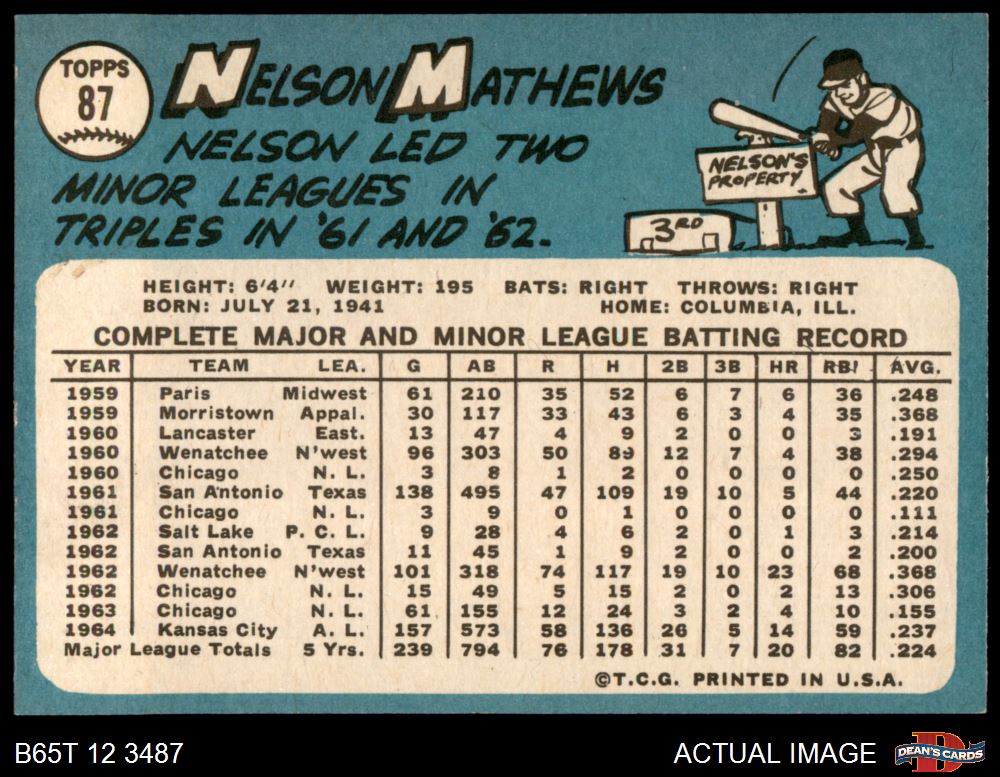 TOPPS
87
NELSON MATHEWS
NELSON LED TWO
MINOR LEAGUES IN
TRIPLES IN '61 AND '62.
NELSON'S
PROPERTY
3RD
HEIGHT: 6'4" WEIGHT: 195 BATS: RIGHT THROWS: RIGHT
BORN: JULY 21, 1941 HOME: COLUMBIA, ILL.
COMPLETE MAJOR AND MINOR LEAGUE BATTING RECORD
YEAR TEAM LEA. G AB R H 2B 3B HR RBI AVG.
1959 Paris Midwest 61 210 35 52 6 7 6 36 .248
1959 Morristown Appal. 30 117 33 43 6 3 4 35 .368
1960 Lancaster East. 13 47 4 9 2 0 0 3 .191
1960 Wenatchee N'west 96 303 50 89 12 7 4 38 .294
1960 Chicago N. L. 3 8 1 2 0 0 0 0 .250
1961 San Antonio Texas 138 495 47 109 19 10 5 44 .220
1961 Chicago N. L. 3 9 0 1 0 0 0 0 .111
1962 Salt Lake P. C. L. 9 28 4 6 2 0 1 3 .214
1962 San Antonio Texas 11 45 1 9 2 0 0 2 .200
1962 Wenatchee N'west 101 318 74 117 19 10 23 68 .368
1962 Chicago N. L. 15 49 5 15 2 0 2 13 .306
1963 Chicago N. L. 61 155 12 24 3 2 4 10 .155
1964 Kansas City A. L. 157 573 58 136 26 5 14 59 .237
Major League Totals 5 Yrs. 239 794 76 178 31 7 20 82 .224
©T.C.G. PRINTED IN U.S.A.
B65T 12 3487
ACTUAL IMAGE
D
DEAN'S CARDS